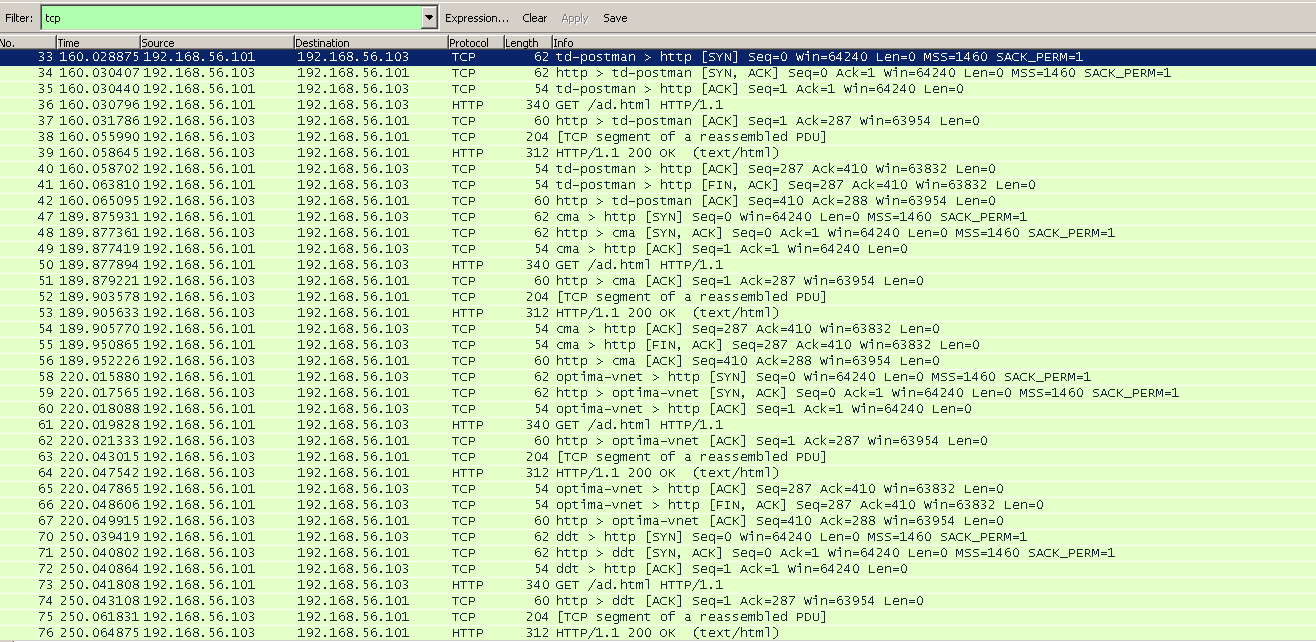 Filter: tcp Expression... Clear Apply Save
No. Time Source Destination Protocol Length Info
33 160.028875 192.168.56.101 192.168.56.103 TCP 62 td-postman > http [SYN] Seq=0 Win=64240 Len=0 MSS=1460 SACK_PERM=1
34 160.030407 192.168.56.103 192.168.56.101 TCP 62 http > td-postman [SYN, ACK] Seq=0 Ack=1 Win=64240 Len=0 MSS=1460 SACK_PERM=1
35 160.030440 192.168.56.101 192.168.56.103 TCP 54 td-postman > http [ACK] Seq=1 Ack=1 Win=64240 Len=0
36 160.030796 192.168.56.101 192.168.56.103 HTTP 340 GET /ad.html HTTP/1.1
37 160.031786 192.168.56.103 192.168.56.101 TCP 60 http > td-postman [ACK] Seq=1 Ack=287 Win=63954 Len=0
38 160.055990 192.168.56.103 192.168.56.101 TCP 204 [TCP segment of a reassembled PDU]
39 160.058645 192.168.56.103 192.168.56.101 HTTP 312 HTTP/1.1 200 OK (text/html)
40 160.058702 192.168.56.101 192.168.56.103 TCP 54 td-postman > http [ACK] Seq=287 Ack=410 Win=63832 Len=0
41 160.063810 192.168.56.101 192.168.56.103 TCP 54 td-postman > http [FIN, ACK] Seq=287 Ack=410 Win=63832 Len=0
42 160.065095 192.168.56.103 192.168.56.101 TCP 60 http > td-postman [ACK] Seq=410 Ack=288 Win=63954 Len=0
47 189.875931 192.168.56.101 192.168.56.103 TCP 62 cma > http [SYN] Seq=0 Win=64240 Len=0 MSS=1460 SACK_PERM=1
48 189.877361 192.168.56.103 192.168.56.101 TCP 62 http > cma [SYN, ACK] Seq=0 Ack=1 Win=64240 Len=0 MSS=1460 SACK_PERM=1
49 189.877419 192.168.56.101 192.168.56.103 TCP 54 cma > http [ACK] Seq=1 Ack=1 Win=64240 Len=0
50 189.877894 192.168.56.101 192.168.56.103 HTTP 340 GET /ad.html HTTP/1.1
51 189.879221 192.168.56.103 192.168.56.101 TCP 60 http > cma [ACK] Seq=1 Ack=287 Win=63954 Len=0
52 189.903578 192.168.56.103 192.168.56.101 TCP 204 [TCP segment of a reassembled PDU]
53 189.905633 192.168.56.103 192.168.56.101 HTTP 312 HTTP/1.1 200 OK (text/html)
54 189.905770 192.168.56.101 192.168.56.103 TCP 54 cma > http [ACK] Seq=287 Ack=410 Win=63832 Len=0
55 189.950865 192.168.56.101 192.168.56.103 TCP 54 cma > http [FIN, ACK] Seq=287 Ack=410 Win=63832 Len=0
56 189.952226 192.168.56.103 192.168.56.101 TCP 60 http > cma [ACK] Seq=410 Ack=288 Win=63954 Len=0
58 220.015880 192.168.56.101 192.168.56.103 TCP 62 optima-vnet > http [SYN] Seq=0 Win=64240 Len=0 MSS=1460 SACK_PERM=1
59 220.017565 192.168.56.103 192.168.56.101 TCP 62 http > optima-vnet [SYN, ACK] Seq=0 Ack=1 Win=64240 Len=0 MSS=1460 SACK_PERM=1
60 220.018088 192.168.56.101 192.168.56.103 TCP 54 optima-vnet > http [ACK] Seq=1 Ack=1 Win=64240 Len=0
61 220.019828 192.168.56.101 192.168.56.103 HTTP 340 GET /ad.html HTTP/1.1
62 220.021333 192.168.56.103 192.168.56.101 TCP 60 http > optima-vnet [ACK] Seq=1 Ack=287 Win=63954 Len=0
63 220.043015 192.168.56.103 192.168.56.101 TCP 204 [TCP segment of a reassembled PDU]
64 220.047542 192.168.56.103 192.168.56.101 HTTP 312 HTTP/1.1 200 OK (text/html)
65 220.047865 192.168.56.101 192.168.56.103 TCP 54 optima-vnet > http [ACK] Seq=287 Ack=410 Win=63832 Len=0
66 220.048606 192.168.56.101 192.168.56.103 TCP 54 optima-vnet > http [FIN, ACK] Seq=287 Ack=410 Win=63832 Len=0
67 220.049915 192.168.56.103 192.168.56.101 TCP 60 http > optima-vnet [ACK] Seq=410 Ack=288 Win=63954 Len=0
70 250.039419 192.168.56.101 192.168.56.103 TCP 62 ddt > http [SYN] Seq=0 Win=64240 Len=0 MSS=1460 SACK_PERM=1
71 250.040802 192.168.56.103 192.168.56.101 TCP 62 http > ddt [SYN, ACK] Seq=0 Ack=1 Win=64240 Len=0 MSS=1460 SACK_PERM=1
72 250.040864 192.168.56.101 192.168.56.103 TCP 54 ddt > http [ACK] Seq=1 Ack=1 Win=64240 Len=0
73 250.041808 192.168.56.101 192.168.56.103 HTTP 340 GET /ad.html HTTP/1.1
74 250.043108 192.168.56.103 192.168.56.101 TCP 60 http > ddt [ACK] Seq=1 Ack=287 Win=63954 Len=0
75 250.061831 192.168.56.103 192.168.56.101 TCP 204 [TCP segment of a reassembled PDU]
76 250.064875 192.168.56.103 192.168.56.101 HTTP 312 HTTP/1.1 200 OK (text/html)